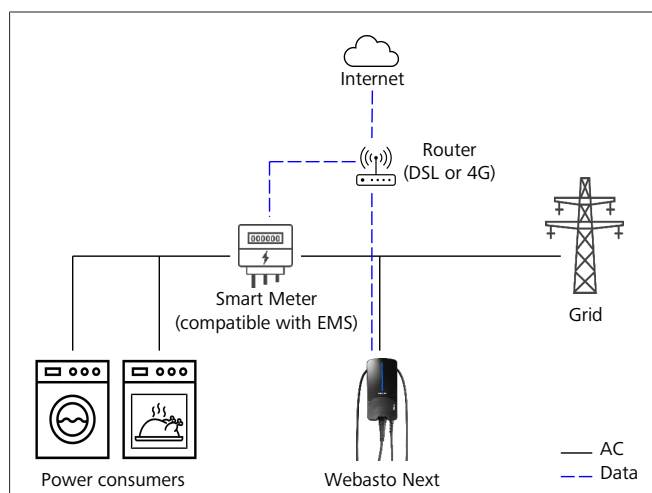 Internet
Router
(DSL or 4G)
Smart Meter
(compatible with EMS)
Grid
Power consumers
Webasto Next
AC
Data